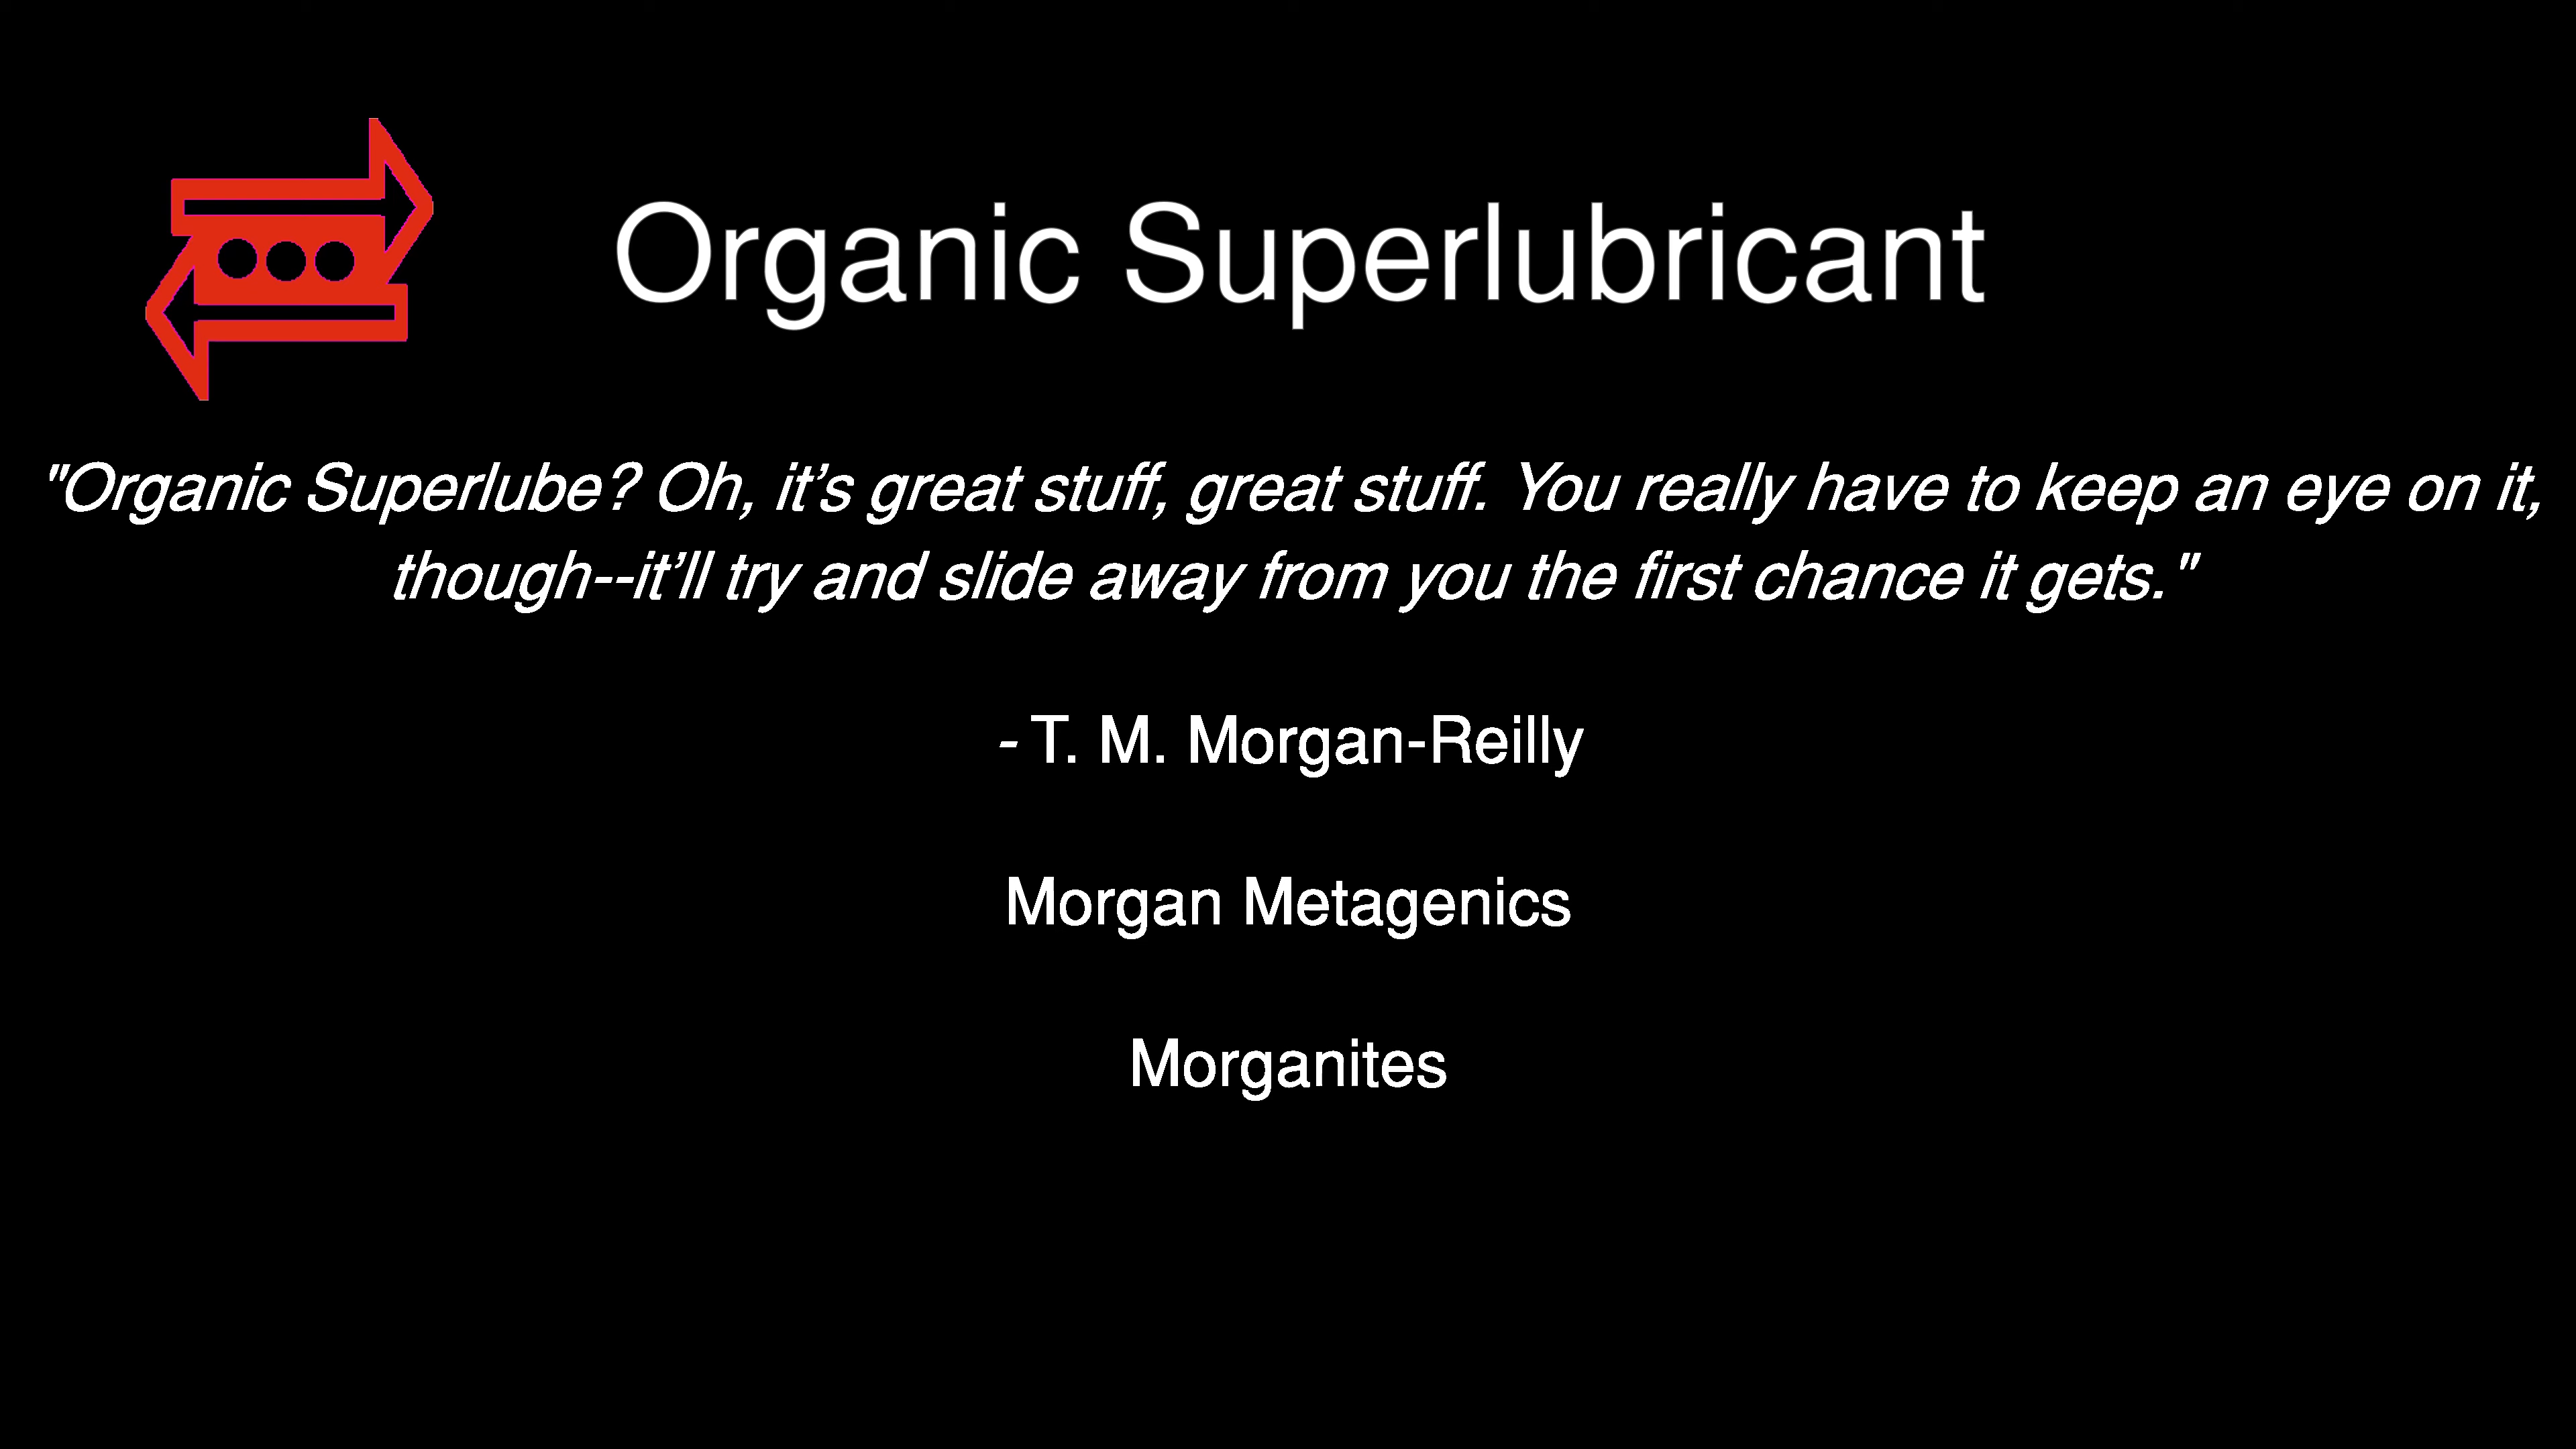 Organic Superlubricant
"Organic Superlube? Oh, it’s great stuff, great stuff. You really have to keep an eye on it,
though--it’ll try and slide away from you the first chance it gets."
- T. M. Morgan-Reilly
Morgan Metagenics
Morganites